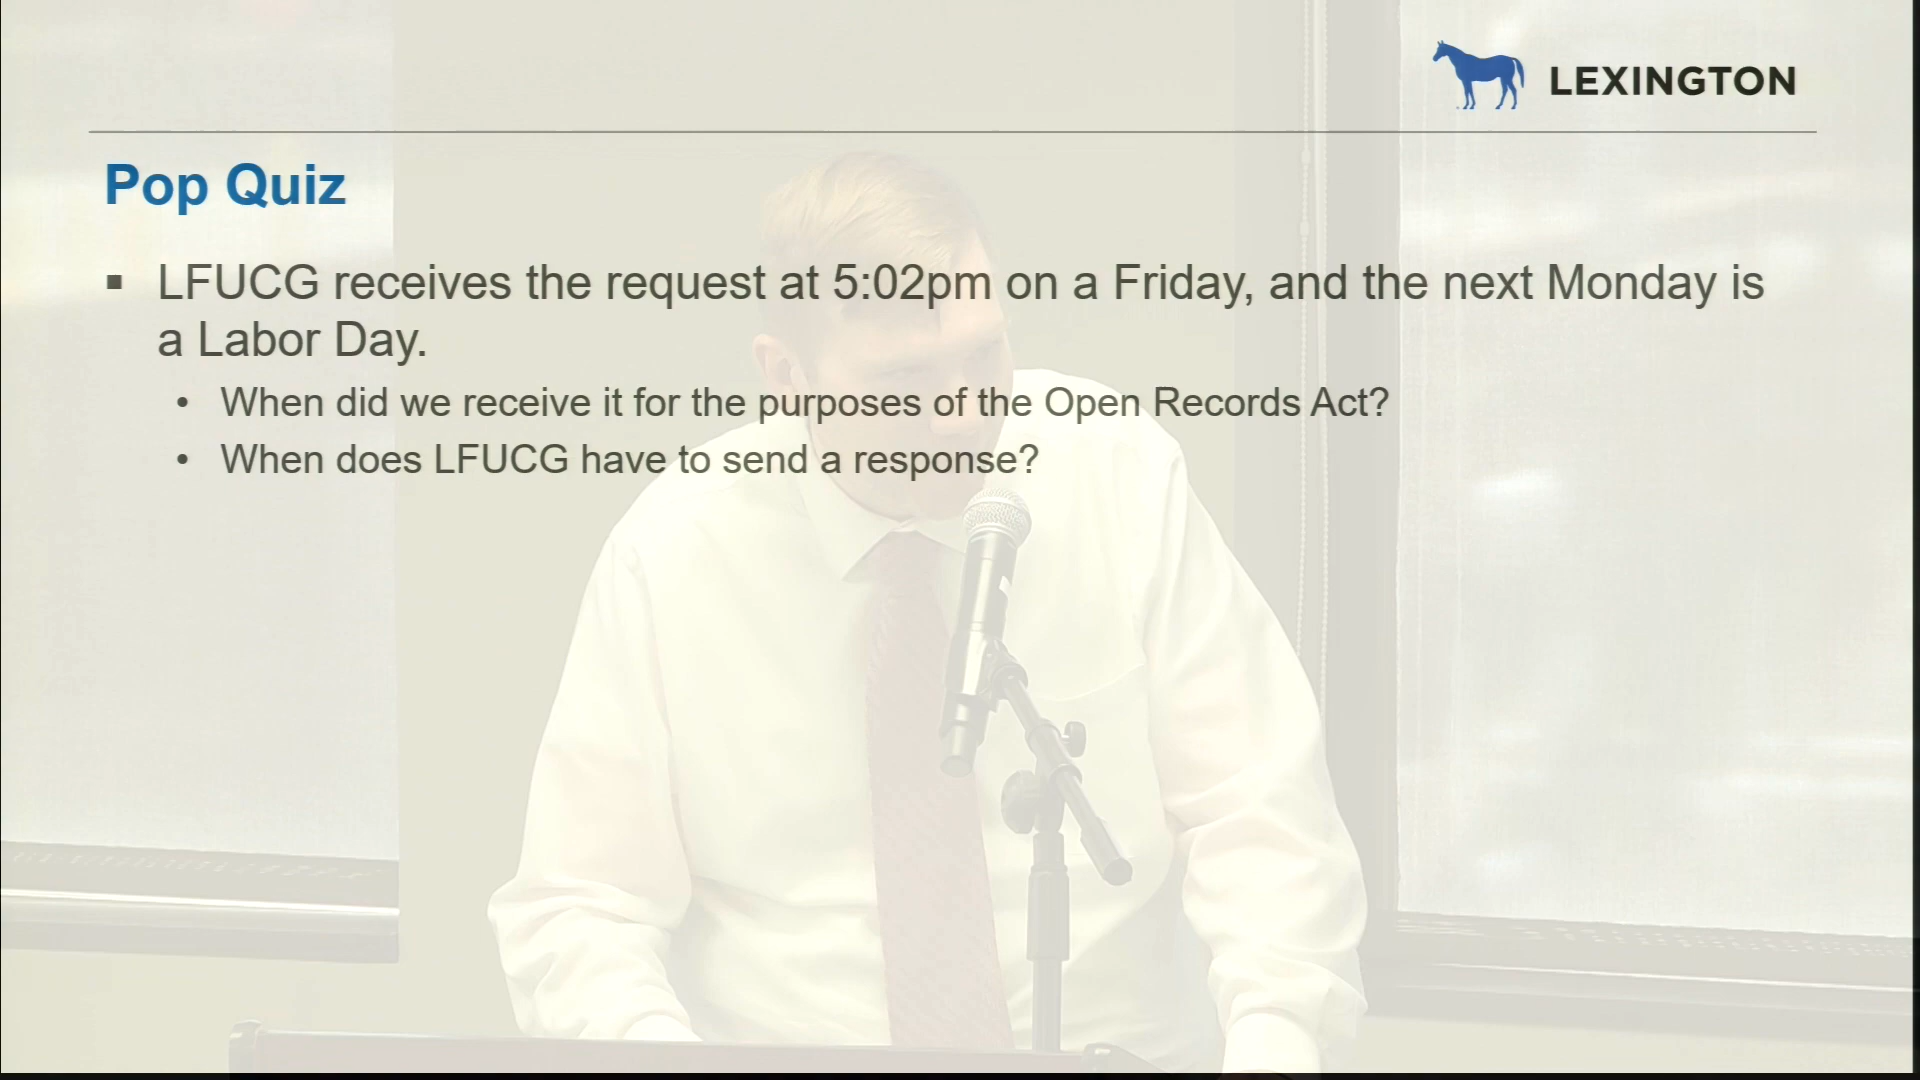 LEXINGTON
Pop Quiz
▪ LFUCG receives the request at 5:02pm on a Friday, and the next Monday is
a Labor Day.
• When did we receive it for the purposes of the Open Records Act?
• When does LFUCG have to send a response?